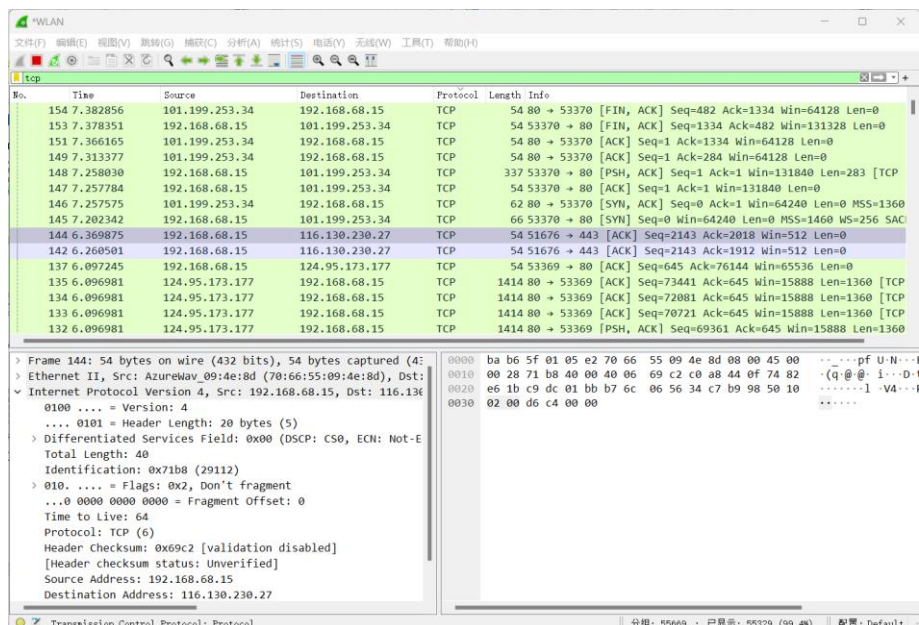 *WLAN
文件(F) 编辑(E) 视图(V) 跳转(G) 捕获(C) 分析(A) 统计(S) 电话(Y) 无线(W) 工具(T) 帮助(H)
tcp
No. Time Source Destination Protocol Length Info
154 7.382856 101.199.253.34 192.168.68.15 TCP 54 80 → 53370 [FIN, ACK] Seq=482 Ack=1334 Win=64128 Len=0
153 7.378351 192.168.68.15 101.199.253.34 TCP 54 53370 → 80 [FIN, ACK] Seq=1334 Ack=482 Win=131328 Len=0
151 7.366165 101.199.253.34 192.168.68.15 TCP 54 80 → 53370 [ACK] Seq=1 Ack=1334 Win=64128 Len=0
149 7.313377 101.199.253.34 192.168.68.15 TCP 54 80 → 53370 [ACK] Seq=1 Ack=284 Win=64128 Len=0
148 7.258030 192.168.68.15 101.199.253.34 TCP 337 53370 → 80 [PSH, ACK] Seq=1 Ack=1 Win=131840 Len=283 [TCP
147 7.257784 192.168.68.15 101.199.253.34 TCP 54 53370 → 80 [ACK] Seq=1 Ack=1 Win=131840 Len=0
146 7.257575 101.199.253.34 192.168.68.15 TCP 62 80 → 53370 [SYN, ACK] Seq=0 Ack=1 Win=64240 Len=0 MSS=1360
145 7.202342 192.168.68.15 101.199.253.34 TCP 66 53370 → 80 [SYN] Seq=0 Win=64240 Len=0 MSS=1460 WS=256 SAC
144 6.369875 192.168.68.15 116.130.230.27 TCP 54 51676 → 443 [ACK] Seq=2143 Ack=2018 Win=512 Len=0
142 6.260501 192.168.68.15 116.130.230.27 TCP 54 51676 → 443 [ACK] Seq=2143 Ack=1912 Win=512 Len=0
137 6.097245 192.168.68.15 124.95.173.177 TCP 54 53369 → 80 [ACK] Seq=645 Ack=76144 Win=65536 Len=0
135 6.096981 124.95.173.177 192.168.68.15 TCP 1414 80 → 53369 [ACK] Seq=73441 Ack=645 Win=15888 Len=1360 [TCP
134 6.096981 124.95.173.177 192.168.68.15 TCP 1414 80 → 53369 [ACK] Seq=72081 Ack=645 Win=15888 Len=1360 [TCP
133 6.096981 124.95.173.177 192.168.68.15 TCP 1414 80 → 53369 [ACK] Seq=70721 Ack=645 Win=15888 Len=1360 [TCP
132 6.096981 124.95.173.177 192.168.68.15 TCP 1414 80 → 53369 [PSH, ACK] Seq=69361 Ack=645 Win=15888 Len=1360
> Frame 144: 54 bytes on wire (432 bits), 54 bytes captured (43
> Ethernet II, Src: AzureWav_09:4e:8d (70:66:55:09:4e:8d), Dst:
Internet Protocol Version 4, Src: 192.168.68.15, Dst: 116.130
0100 .... = Version: 4
.... 0101 = Header Length: 20 bytes (5)
> Differentiated Services Field: 0x00 (DSCP: CS0, ECN: Not-E
Total Length: 40
Identification: 0x71b8 (29112)
> 010. .... = Flags: 0x2, Don't fragment
...0 0000 0000 0000 = Fragment Offset: 0
Time to Live: 64
Protocol: TCP (6)
Header Checksum: 0x69c2 [validation disabled]
[Header checksum status: Unverified]
Source Address: 192.168.68.15
Destination Address: 116.130.230.27
0000 ba b6 5f 01 05 e2 70 66 55 09 4e 8d 08 00 45 00 ··_···pf U·N···E·
0010 00 28 71 b8 40 00 40 06 69 c2 c0 a8 44 0f 74 82 ·(q·@·@· i···D·t·
0020 e6 1b c9 dc 01 bb b7 6c 06 56 34 c7 b9 98 50 10 ·······l ·V4···P·
0030 02 00 d6 c4 00 00 ······
Transmission Control Protocol: Protocol
分组: 55669 · 已显示: 55329 (99.4%)
配置: Default